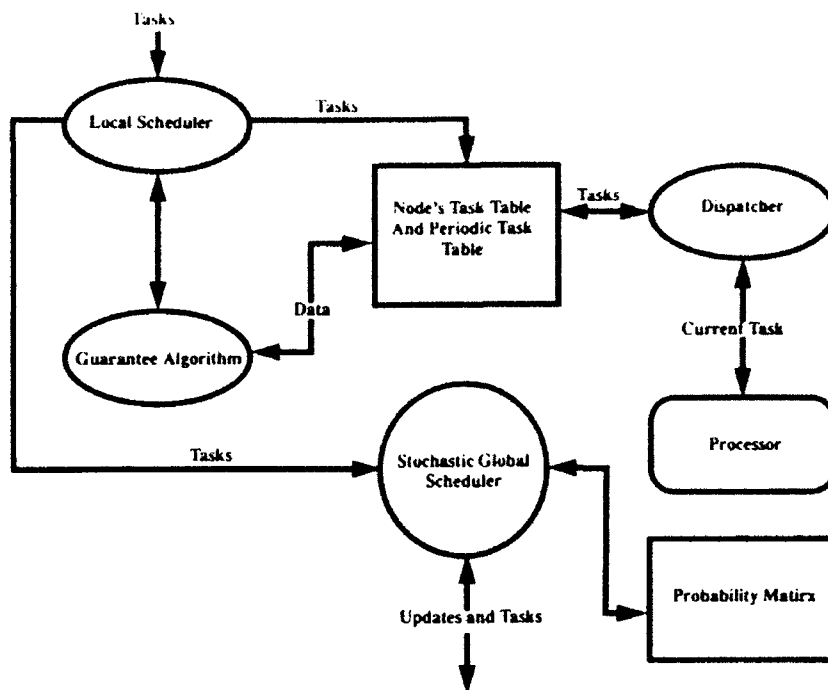 Tasks
Local Scheduler
Tasks
Node's Task Table
And Periodic Task
Table
Tasks
Dispatcher
Data
Guarantee Algorithm
Current Task
Tasks
Stochastic Global
Scheduler
Processor
Probability Matirx
Updates and Tasks